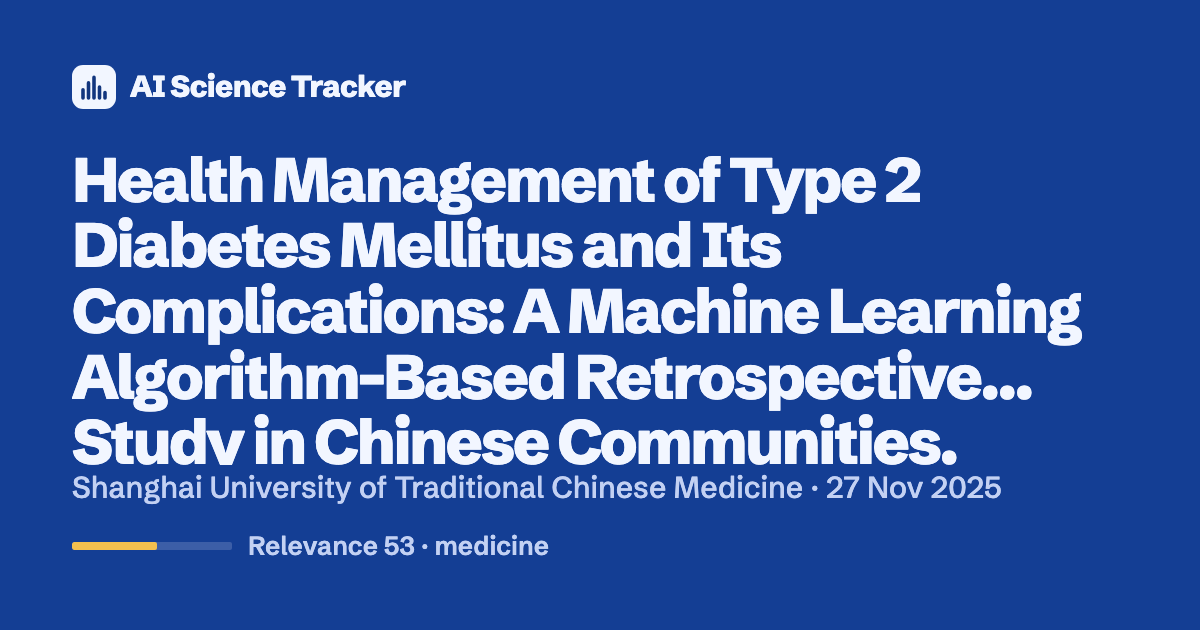 AI Science Tracker
Health Management of Type 2
Diabetes Mellitus and Its
Complications: A Machine Learning
Algorithm-Based Retrospective...
Study in Chinese Communities.
Shanghai University of Traditional Chinese Medicine · 27 Nov 2025
Relevance 53 · medicine